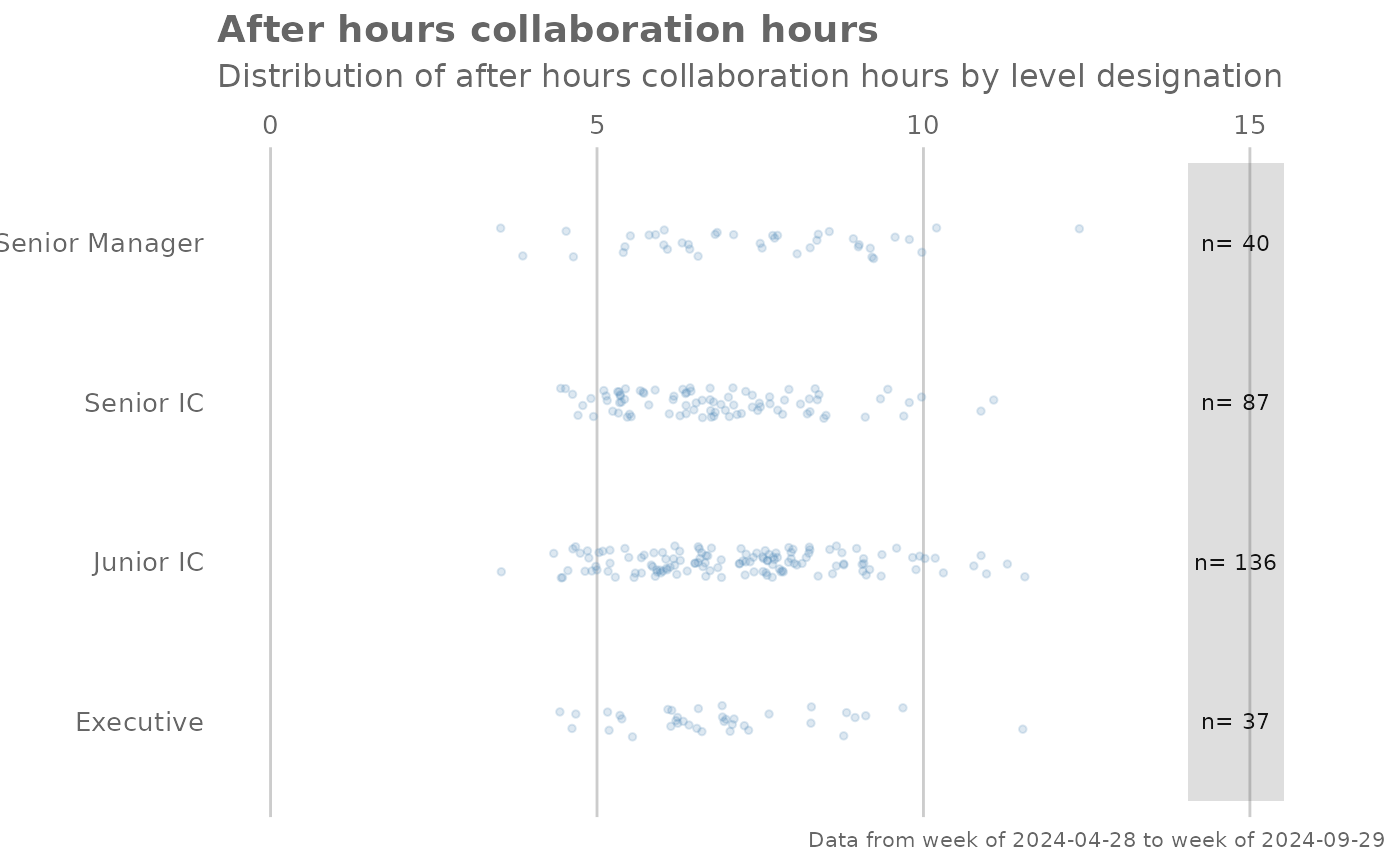 After hours collaboration hours
Distribution of after hours collaboration hours by level designation
0 5 10 15
Senior Manager n= 40
Senior IC n= 87
Junior IC n= 136
Executive n= 37
Data from week of 2024-04-28 to week of 2024-09-29